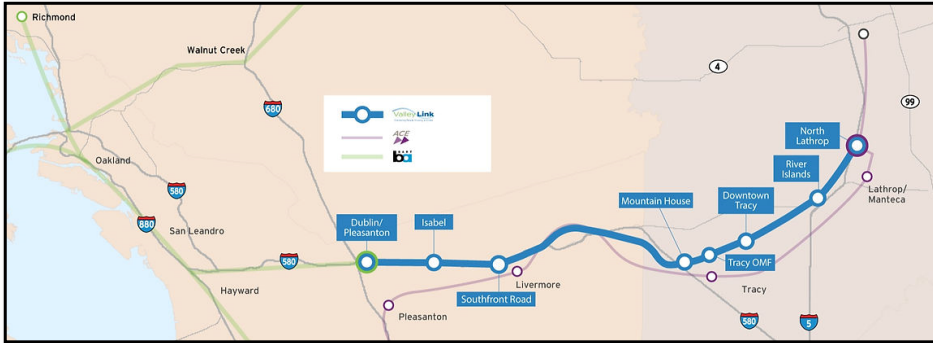 Richmond
Walnut Creek
4
99
680
ValleyLink
ACE
ba
North
Lathrop
River
Islands
Oakland
580
880
Lathrop/
Manteca
Mountain House
Downtown
Tracy
Dublin/
Pleasanton
Isabel
San Leandro
580
Tracy OMF
Hayward
Livermore
Tracy
Southfront Road
Pleasanton
580
5